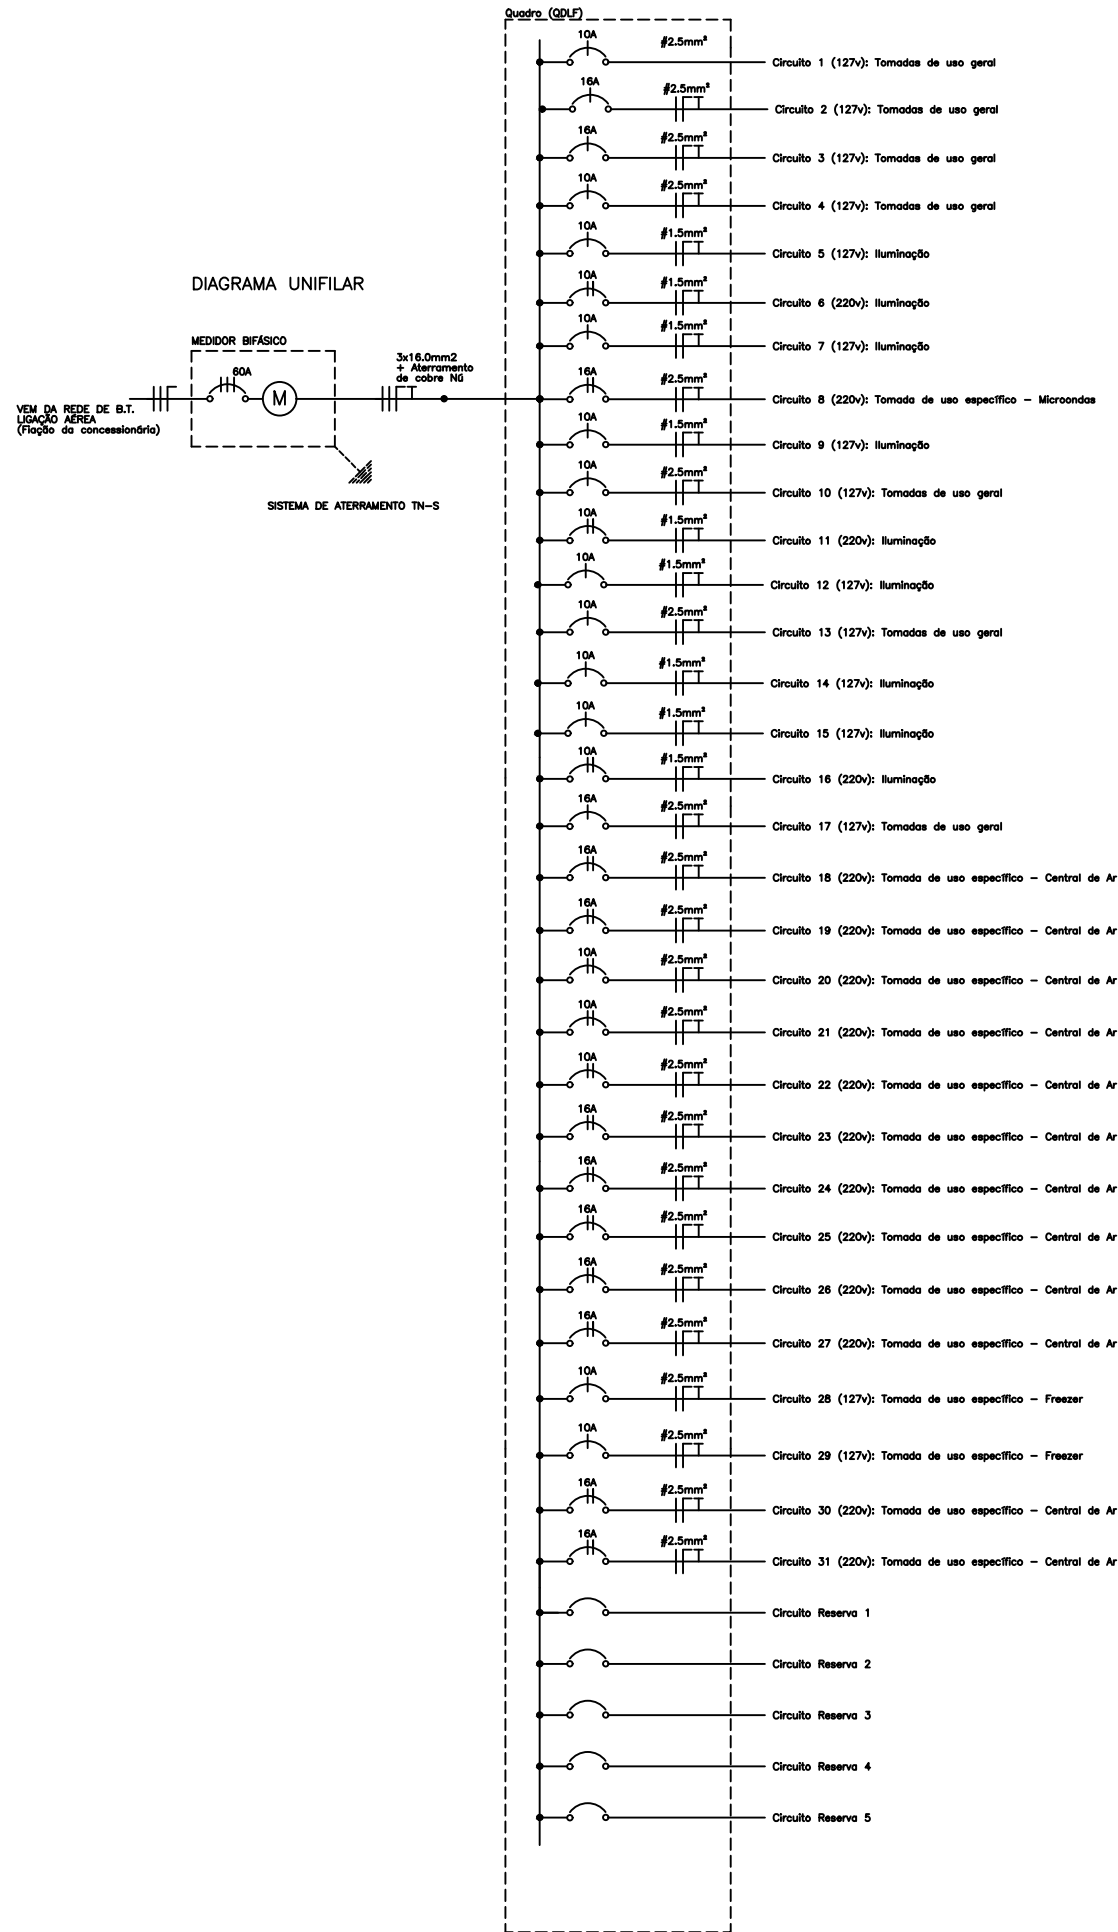 Quadro (QDLF)
10A #2.5mm²
Circuito 1 (127v): Tomadas de uso geral
16A #2.5mm²
Circuito 2 (127v): Tomadas de uso geral
16A #2.5mm²
Circuito 3 (127v): Tomadas de uso geral
10A #2.5mm²
Circuito 4 (127v): Tomadas de uso geral
10A #1.5mm²
Circuito 5 (127v): Iluminação
10A #1.5mm²
Circuito 6 (220v): Iluminação
10A #1.5mm²
Circuito 7 (127v): Iluminação
DIAGRAMA UNIFILAR
MEDIDOR BIFÁSICO
60A
M
3x16.0mm2
+ Aterramento
de cobre Nú
VEM DA REDE DE B.T.
LIGAÇÃO AÉREA
(Fiação da concessionária)
SISTEMA DE ATERRAMENTO TN-S
16A #2.5mm²
Circuito 8 (220v): Tomada de uso específico - Microondas
10A #1.5mm²
Circuito 9 (127v): Iluminação
10A #2.5mm²
Circuito 10 (127v): Tomadas de uso geral
10A #1.5mm²
Circuito 11 (220v): Iluminação
10A #1.5mm²
Circuito 12 (127v): Iluminação
10A #2.5mm²
Circuito 13 (127v): Tomadas de uso geral
10A #1.5mm²
Circuito 14 (127v): Iluminação
10A #1.5mm²
Circuito 15 (127v): Iluminação
10A #1.5mm²
Circuito 16 (220v): Iluminação
16A #2.5mm²
Circuito 17 (127v): Tomadas de uso geral
16A #2.5mm²
Circuito 18 (220v): Tomada de uso específico - Central de Ar
16A #2.5mm²
Circuito 19 (220v): Tomada de uso específico - Central de Ar
10A #2.5mm²
Circuito 20 (220v): Tomada de uso específico - Central de Ar
10A #2.5mm²
Circuito 21 (220v): Tomada de uso específico - Central de Ar
10A #2.5mm²
Circuito 22 (220v): Tomada de uso específico - Central de Ar
16A #2.5mm²
Circuito 23 (220v): Tomada de uso específico - Central de Ar
16A #2.5mm²
Circuito 24 (220v): Tomada de uso específico - Central de Ar
16A #2.5mm²
Circuito 25 (220v): Tomada de uso específico - Central de Ar
16A #2.5mm²
Circuito 26 (220v): Tomada de uso específico - Central de Ar
16A #2.5mm²
Circuito 27 (220v): Tomada de uso específico - Central de Ar
10A #2.5mm²
Circuito 28 (127v): Tomada de uso específico - Freezer
10A #2.5mm²
Circuito 29 (127v): Tomada de uso específico - Freezer
16A #2.5mm²
Circuito 30 (220v): Tomada de uso específico - Central de Ar
16A #2.5mm²
Circuito 31 (220v): Tomada de uso específico - Central de Ar
Circuito Reserva 1
Circuito Reserva 2
Circuito Reserva 3
Circuito Reserva 4
Circuito Reserva 5